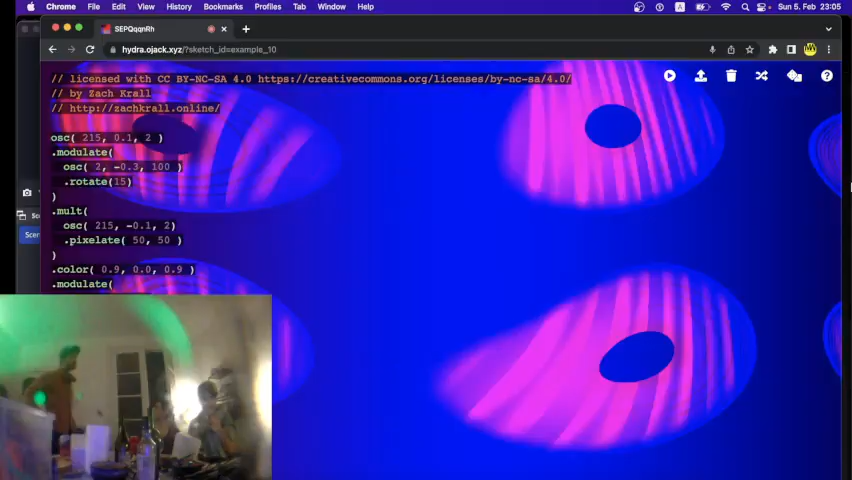 Chrome File Edit View History Bookmarks Profiles Tab Window Help A Sun 5. Feb 23:05
SEPQqqnRh
hydra.ojack.xyz/?sketch_id=example_10
// licensed with CC BY-NC-SA 4.0 https://creativecommons.org/licenses/by-nc-sa/4.0/
// by Zach Krall
// http://zachkrall.online/
osc( 215, 0.1, 2 )
.modulate(
osc( 2, -0.3, 100 )
.rotate(15)
)
.mult(
osc( 215, -0.1, 2)
.pixelate( 50, 50 )
)
.color( 0.9, 0.0, 0.9 )
.modulate(
Sce
Scen